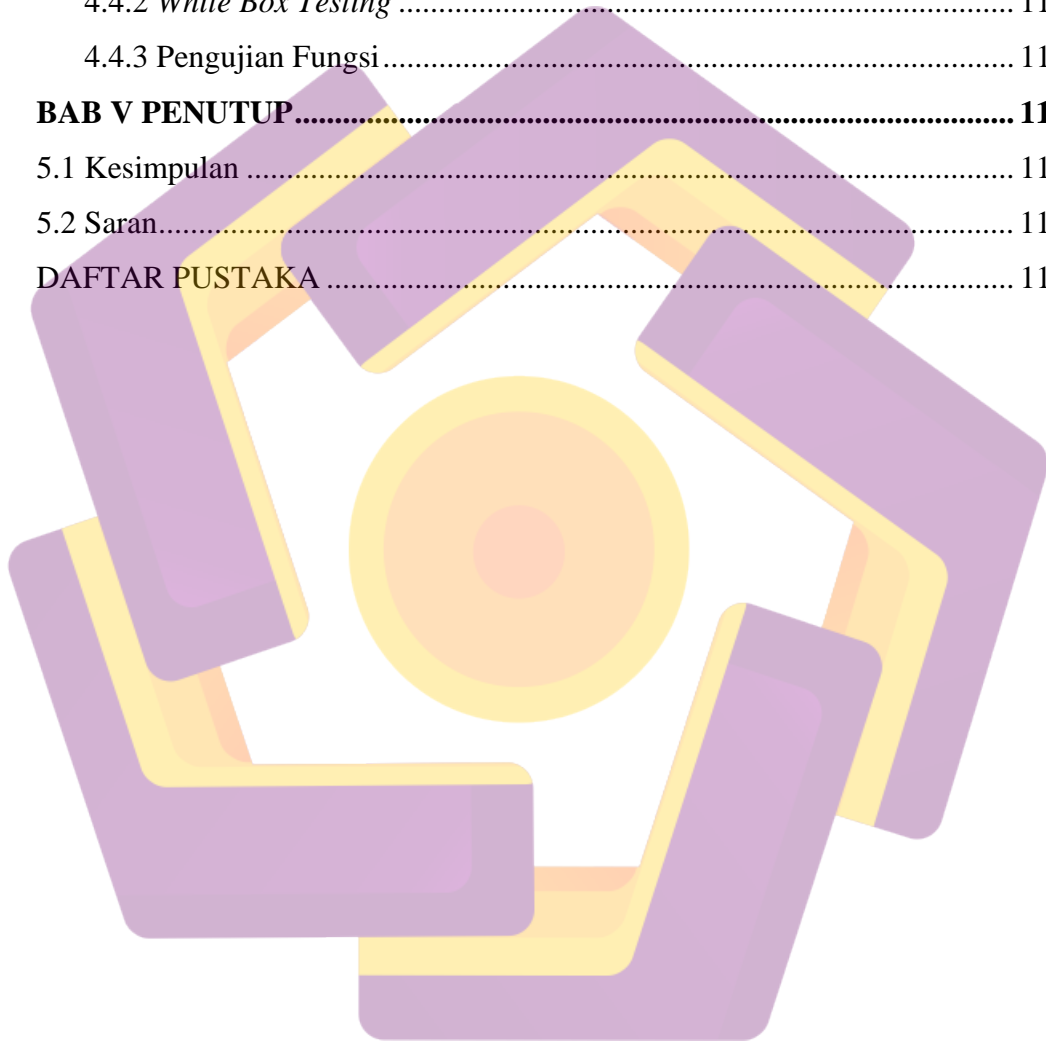 4.4.2 White Box Testing ........................................................................... 11
4.4.3 Pengujian Fungsi ............................................................................. 11
BAB V PENUTUP ....................................................................................... 11
5.1 Kesimpulan ............................................................................................ 11
5.2 Saran ....................................................................................................... 11
DAFTAR PUSTAKA .................................................................................. 11